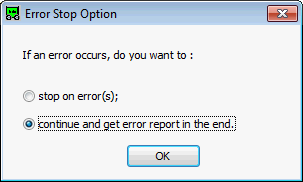 Error Stop Option
If an error occurs, do you want to :
stop on error(s);
continue and get error report in the end.
OK